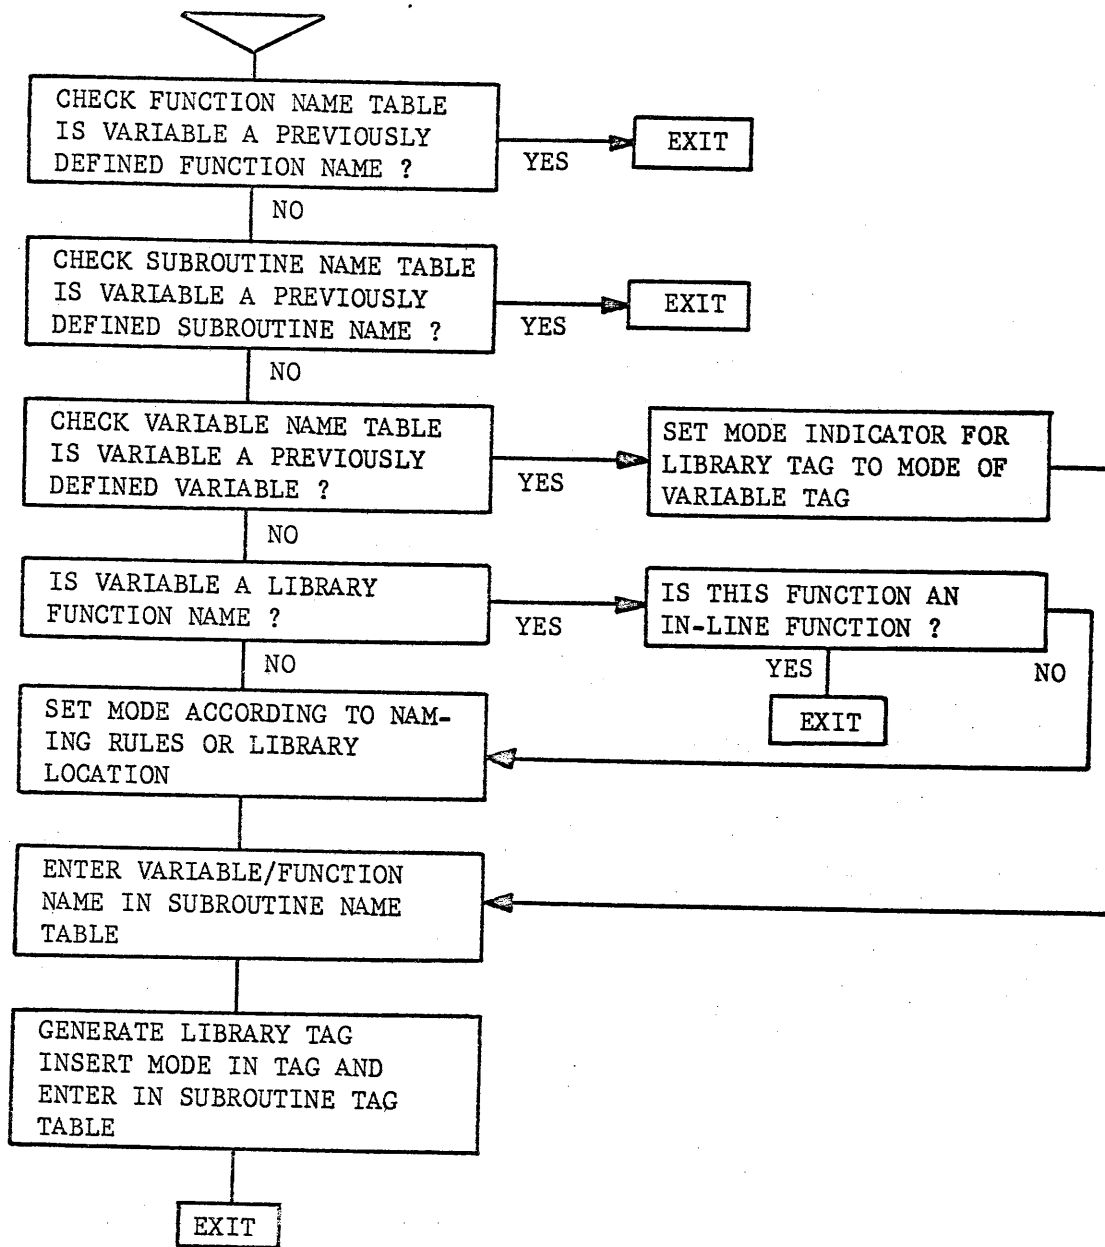 CHECK FUNCTION NAME TABLE
IS VARIABLE A PREVIOUSLY
DEFINED FUNCTION NAME ?
YES
EXIT
NO
CHECK SUBROUTINE NAME TABLE
IS VARIABLE A PREVIOUSLY
DEFINED SUBROUTINE NAME ?
YES
EXIT
NO
CHECK VARIABLE NAME TABLE
IS VARIABLE A PREVIOUSLY
DEFINED VARIABLE ?
YES
SET MODE INDICATOR FOR
LIBRARY TAG TO MODE OF
VARIABLE TAG
NO
IS VARIABLE A LIBRARY
FUNCTION NAME ?
YES
IS THIS FUNCTION AN
IN-LINE FUNCTION ?
YES
NO
EXIT
NO
SET MODE ACCORDING TO NAM-
ING RULES OR LIBRARY
LOCATION
ENTER VARIABLE/FUNCTION
NAME IN SUBROUTINE NAME
TABLE
GENERATE LIBRARY TAG
INSERT MODE IN TAG AND
ENTER IN SUBROUTINE TAG
TABLE
EXIT